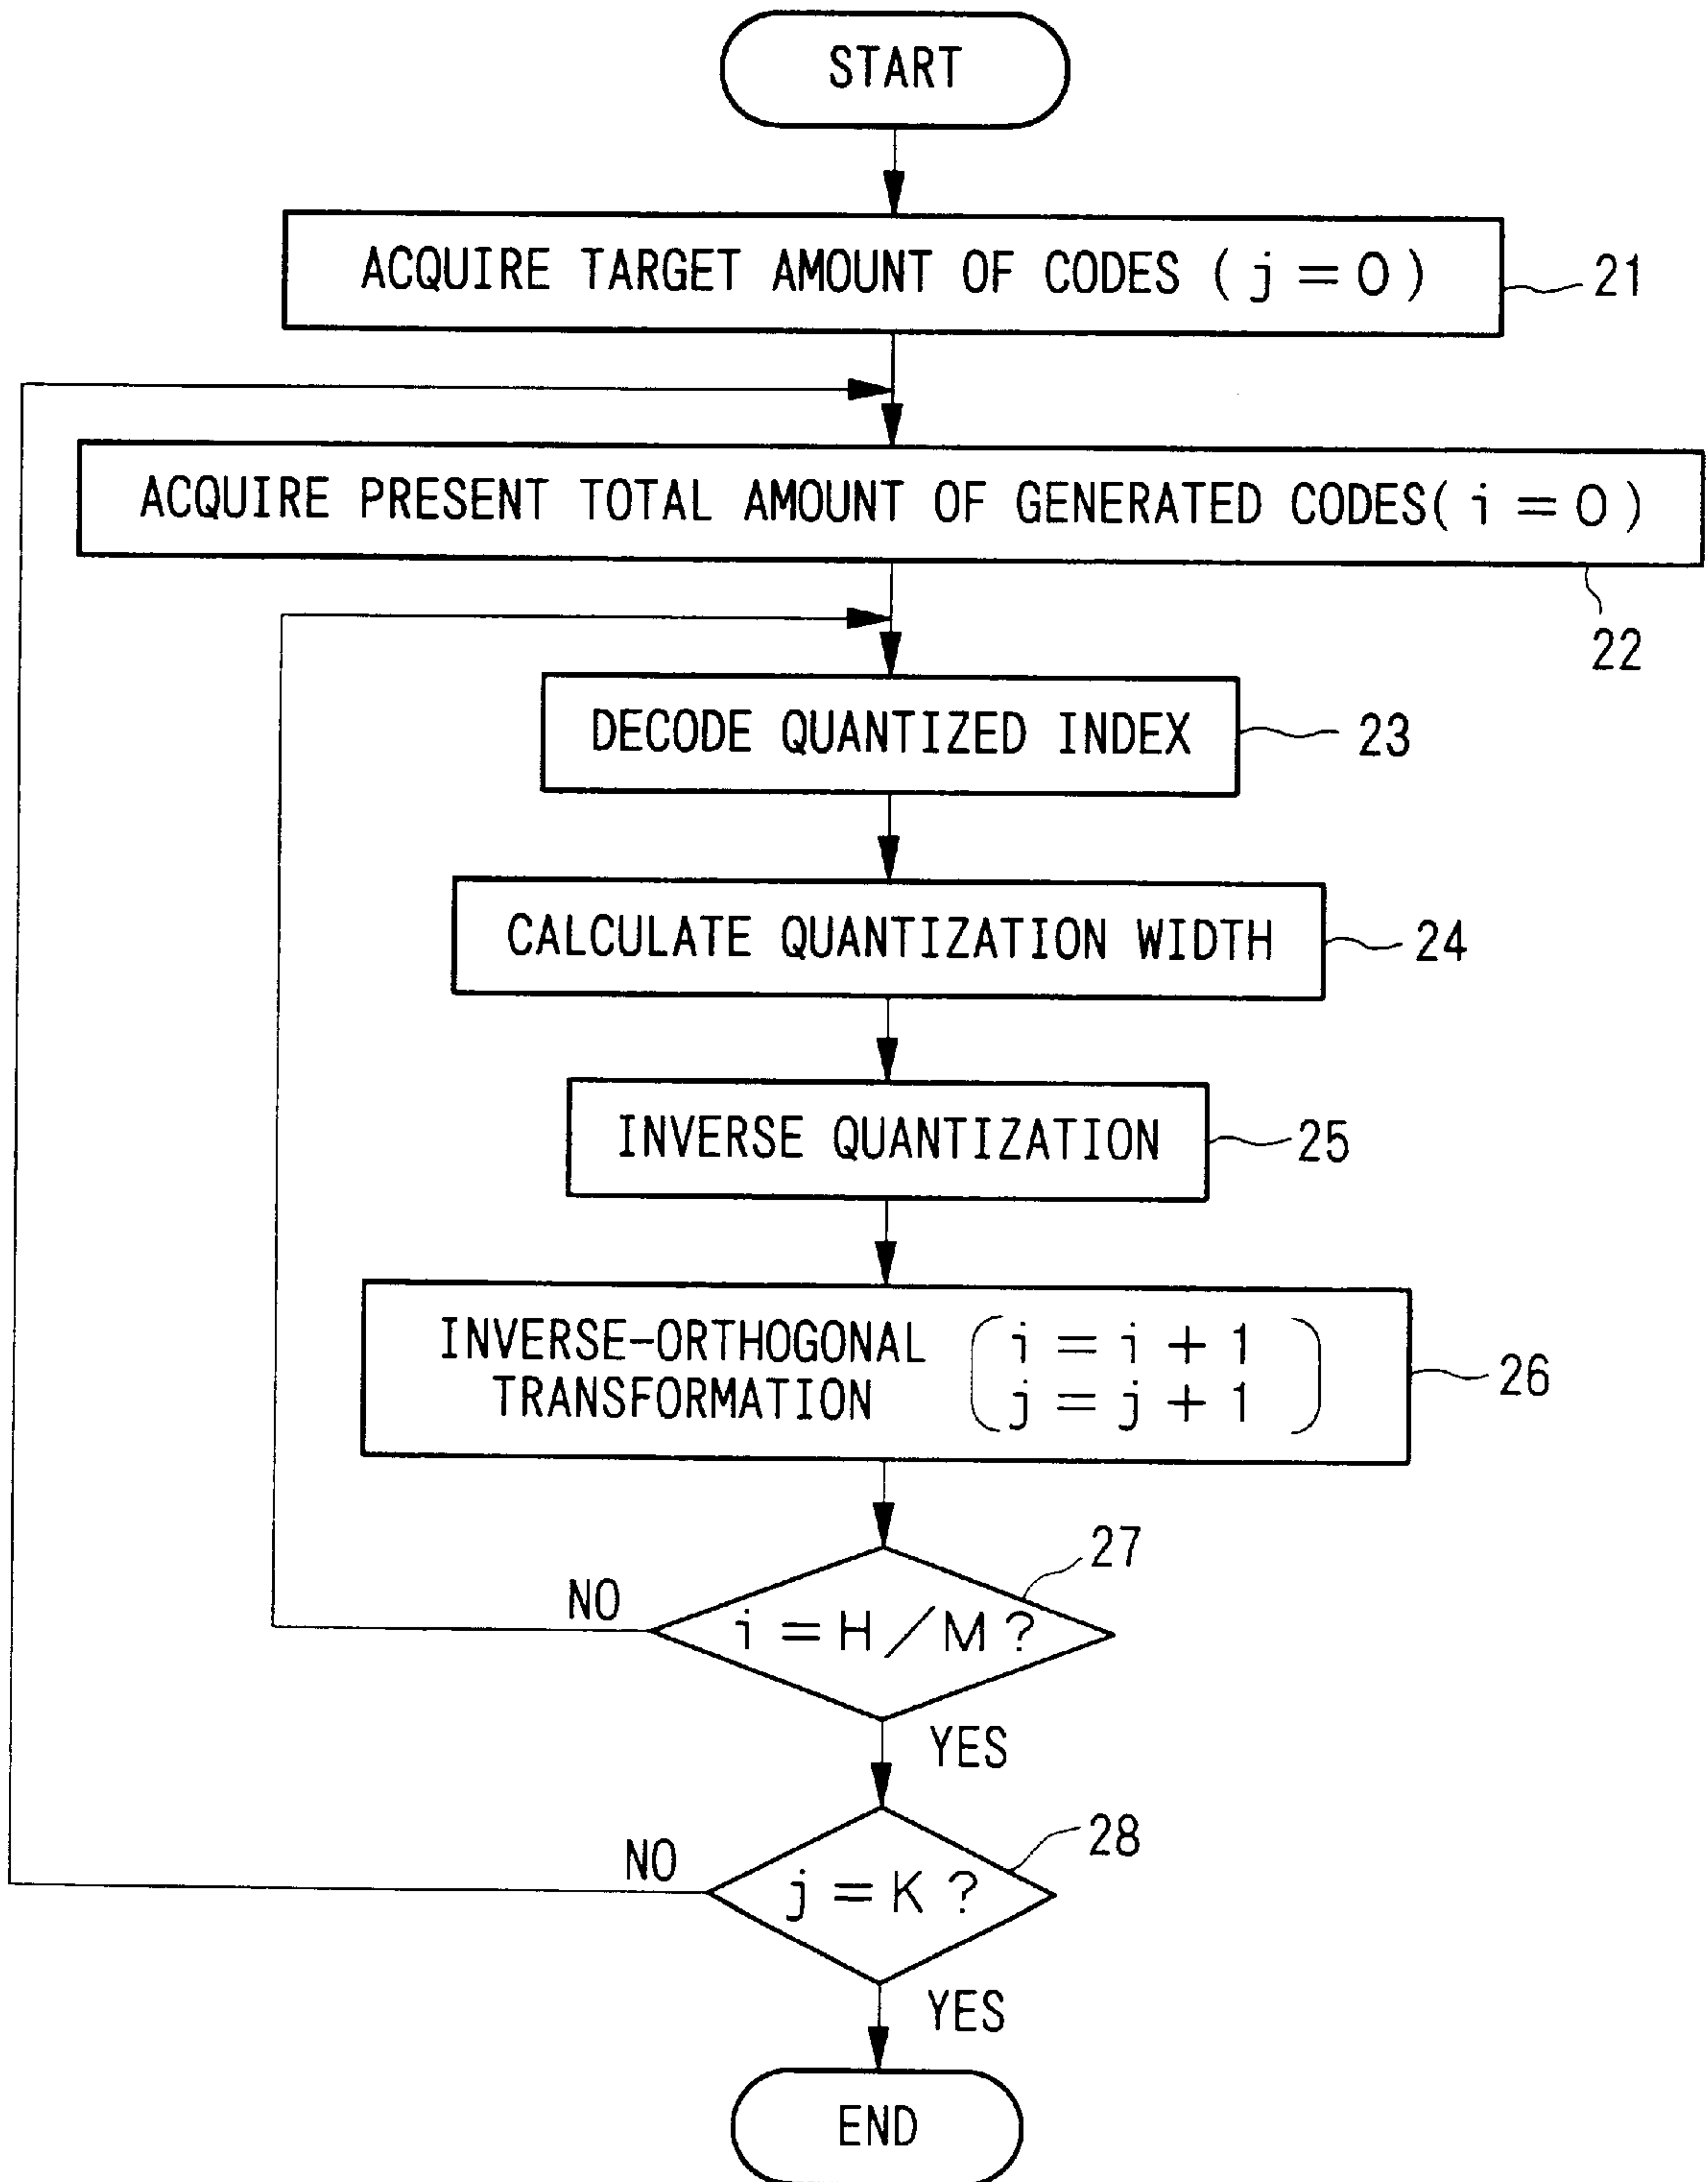 START
ACQUIRE TARGET AMOUNT OF CODES (j=0)
21
ACQUIRE PRESENT TOTAL AMOUNT OF GENERATED CODES(i=0)
22
DECODE QUANTIZED INDEX
23
CALCULATE QUANTIZATION WIDTH
24
INVERSE QUANTIZATION
25
INVERSE-ORTHOGONAL
TRANSFORMATION
(i=i+1
j=j+1)
26
27
NO
i=H/M?
YES
28
NO
j=K?
YES
END